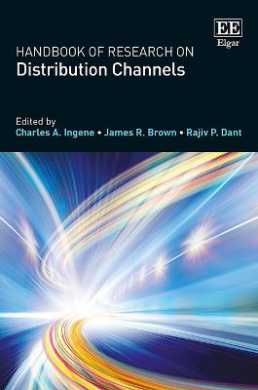 EE
Elgar
HANDBOOK OF RESEARCH ON
Distribution Channels
Edited by
Charles A. Ingene • James R. Brown • Rajiv P. Dant